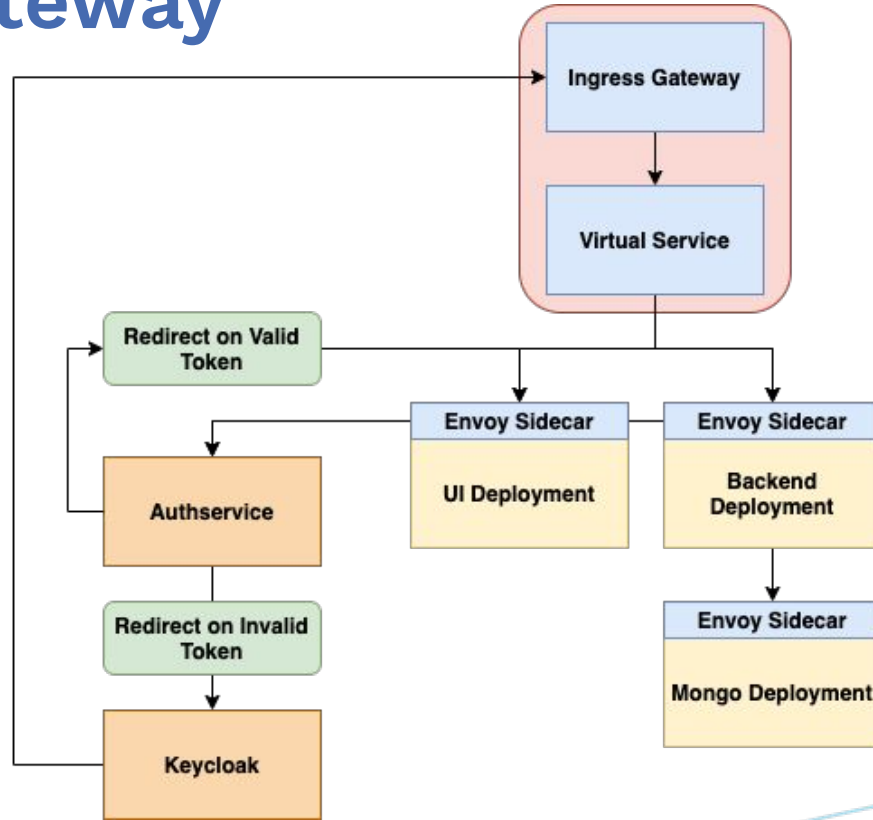 teway
Ingress Gateway
Virtual Service
Redirect on Valid
Token
Envoy Sidecar
UI Deployment
Envoy Sidecar
Backend
Deployment
Authservice
Redirect on Invalid
Token
Envoy Sidecar
Mongo Deployment
Keycloak